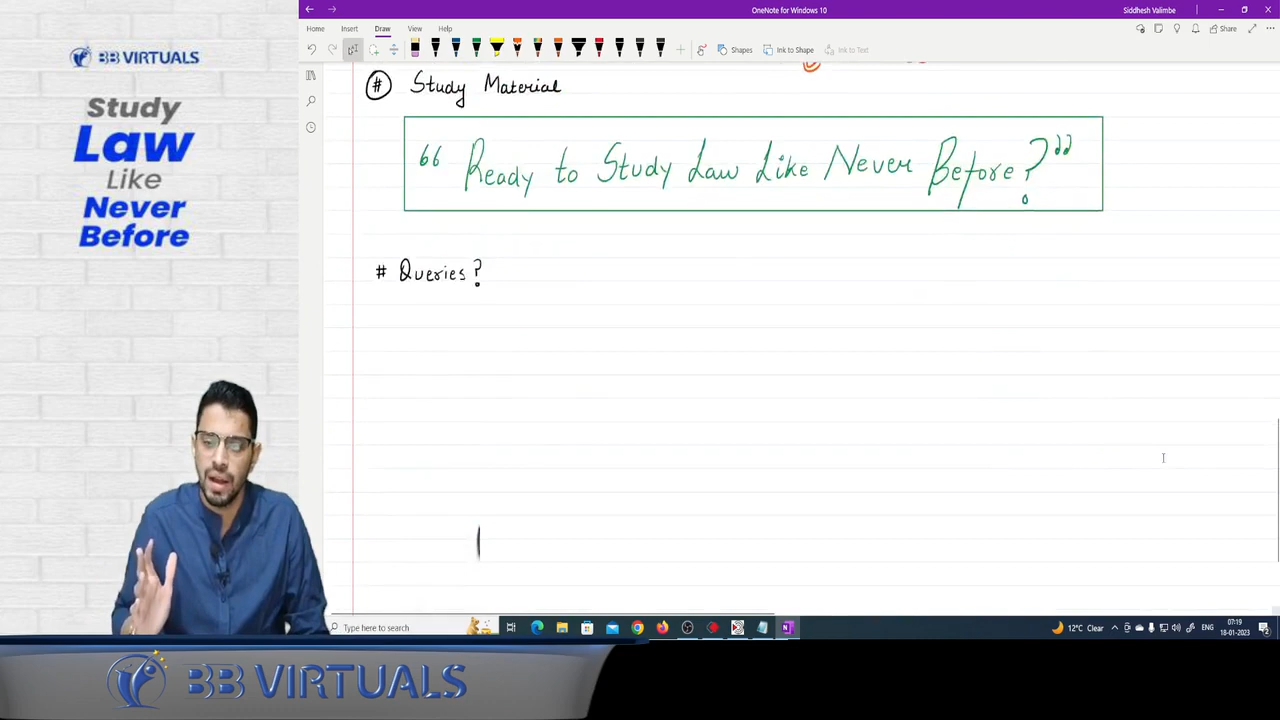 OneNote for Windows 10
Siddhesh Valimbe
Home Insert Draw View Help
Share
Shapes
Ink to Shape
Ink to Text
BB VIRTUALS
Study
Law
Like
Never
Before
# Study Material
“ Ready to Study Law Like Never Before? ”
# Queries?
Type here to search
12°C Clear
ENG
07:19
18-01-2023
BB VIRTUALS